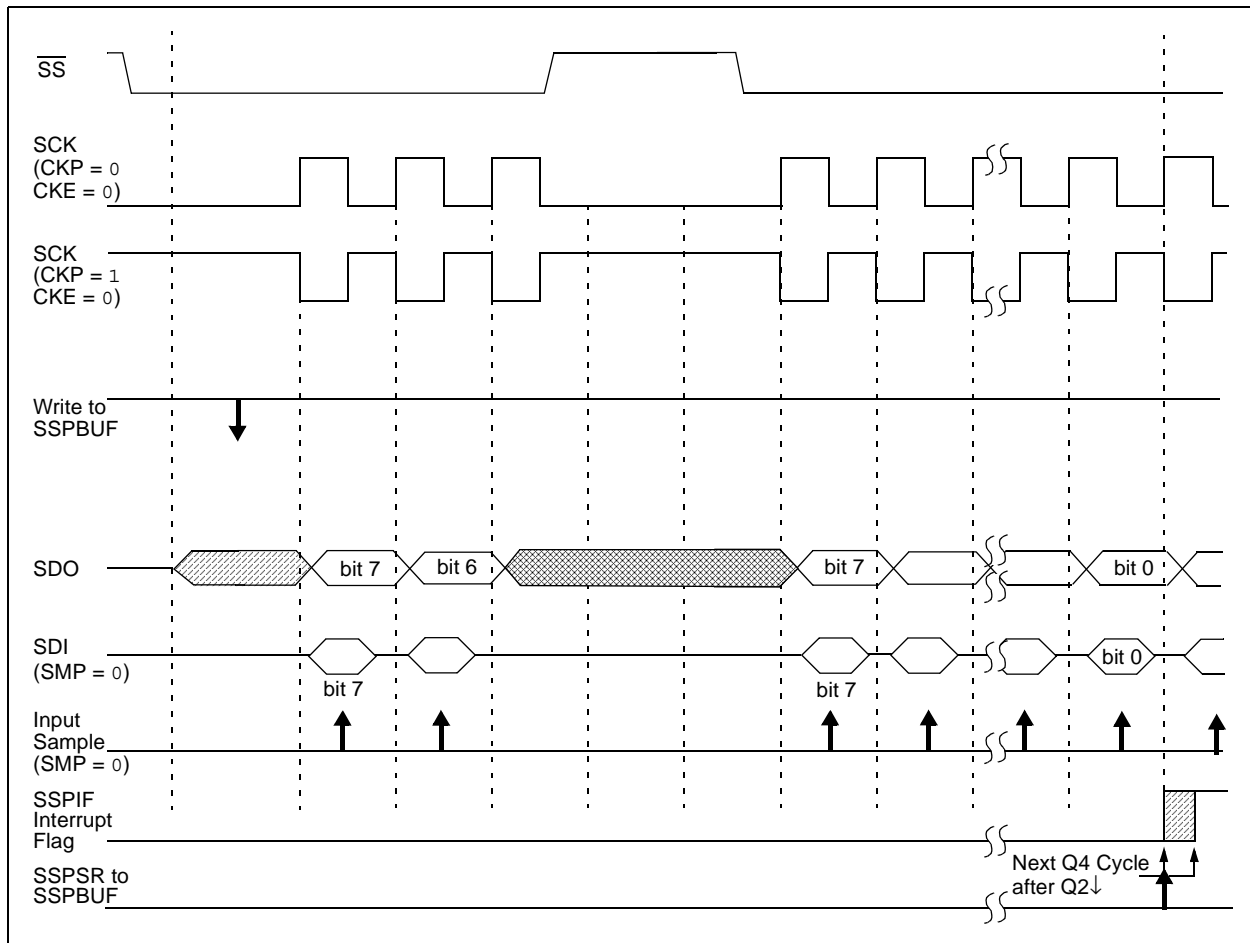 SS
SCK
(CKP = 0
CKE = 0)
SCK
(CKP = 1
CKE = 0)
Write to
SSPBUF
SDO
bit 7
bit 6
bit 7
bit 0
SDI
(SMP = 0)
bit 7
bit 7
bit 0
Input
Sample
(SMP = 0)
SSPIF
Interrupt
Flag
SSPSR to
SSPBUF
Next Q4 Cycle
after Q2↓